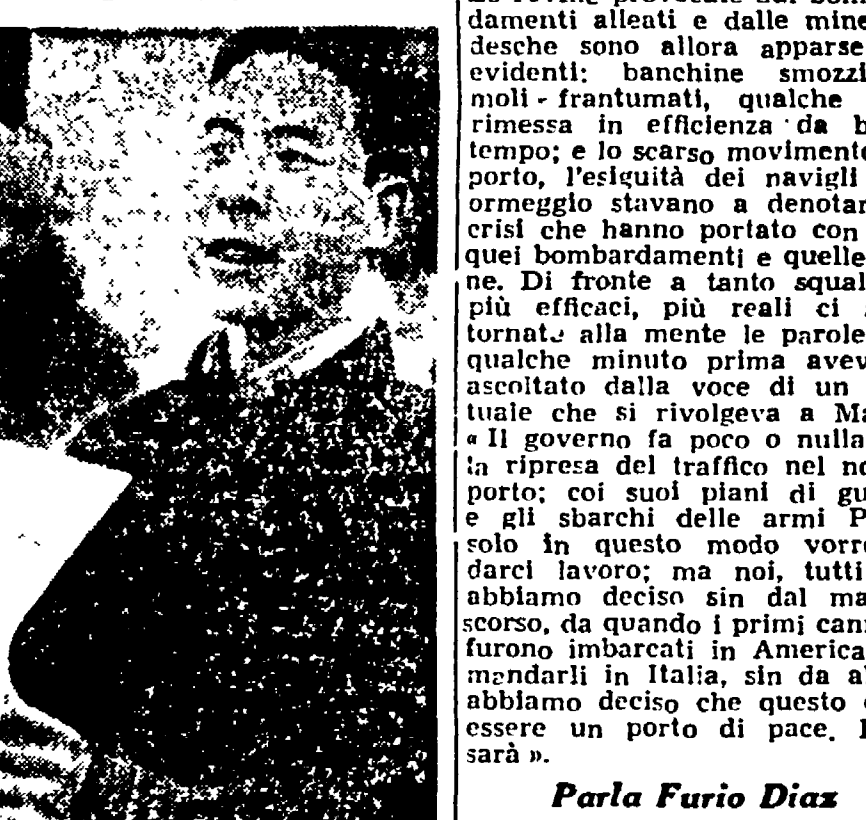 damenti alleati e dalle mine
desche sono allora apparse
evidenti: banchine smozzi
moli - frantumati, qualche
rimessa in efficienza da b
tempo; e lo scarso movimento
porto, l'esiguità dei navigli
ormeggio stavano a denotar
crisi che hanno portato con
quei bombardamenti e quelle
ne. Di fronte a tanto squal
più efficaci, più reali ci
tornate alla mente le parole
qualche minuto prima avev
ascoltato dalla voce di un
tuale che si rivolgeva a Ma
« Il governo fa poco o nulla
la ripresa del traffico nel no
porto; coi suoi piani di gu
e gli sbarchi delle armi P
solo in questo modo vorre
darci lavoro; ma noi, tutti
abbiamo deciso sin dal ma
scorso, da quando i primi can
furono imbarcati in America
mandarli in Italia, sin da a
abbiamo deciso che questo
essere un porto di pace. E
sarà ».
Parla Furio Diaz